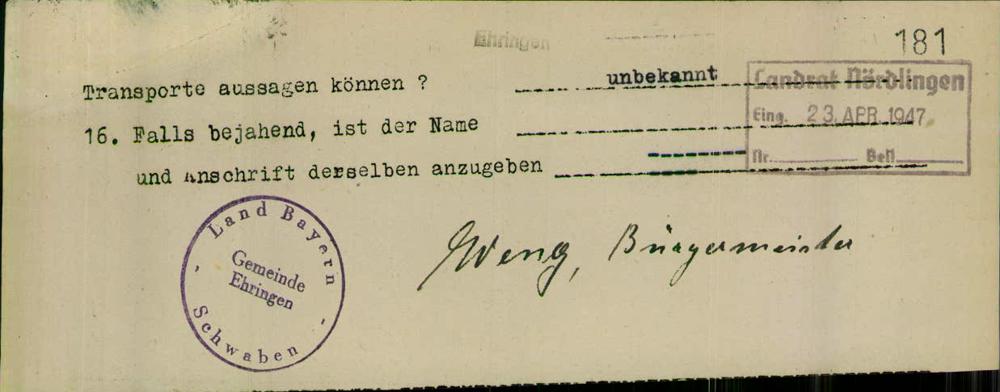 Ehringen
181
Transporte aussagen können ? unbekannt
16. Falls bejahend, ist der Name
und Anschrift derselben anzugeben
Landrat Nördlingen
Eing. 23. APR. 1947
Nr. Beil.
Land Bayern
Gemeinde
Ehringen
- Schwaben -
Weng, Bürgermeister